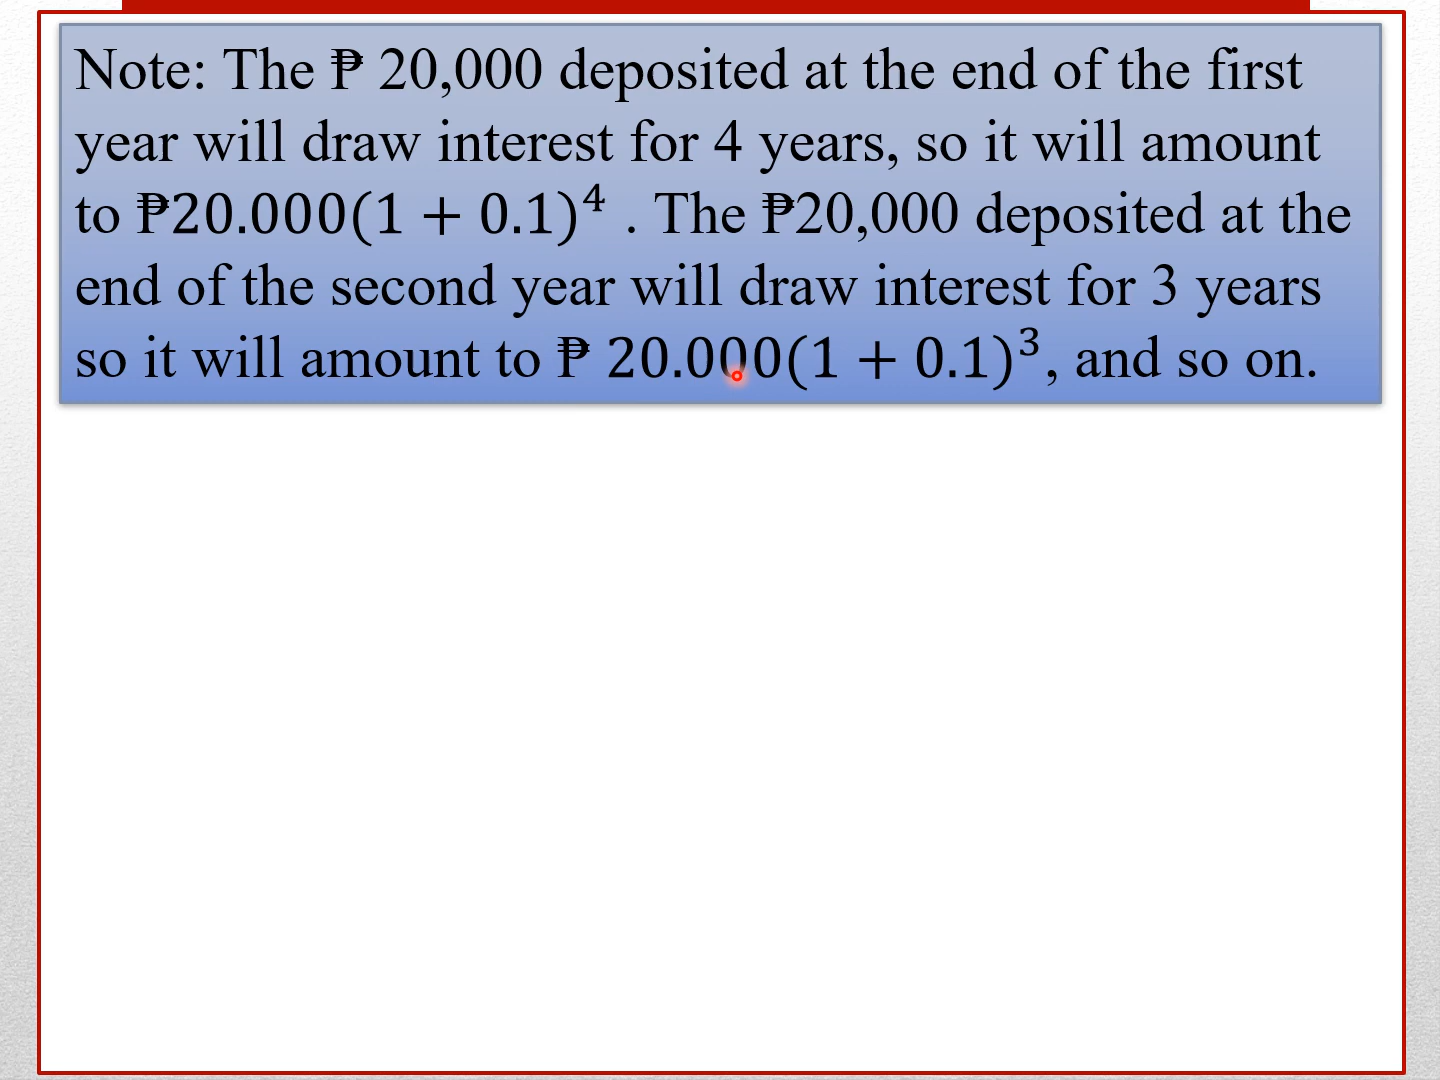 Note: The ₱ 20,000 deposited at the end of the first
year will draw interest for 4 years, so it will amount
to ₱20.000(1 + 0.1)⁴ . The ₱20,000 deposited at the
end of the second year will draw interest for 3 years
so it will amount to ₱ 20.000(1 + 0.1)³, and so on.